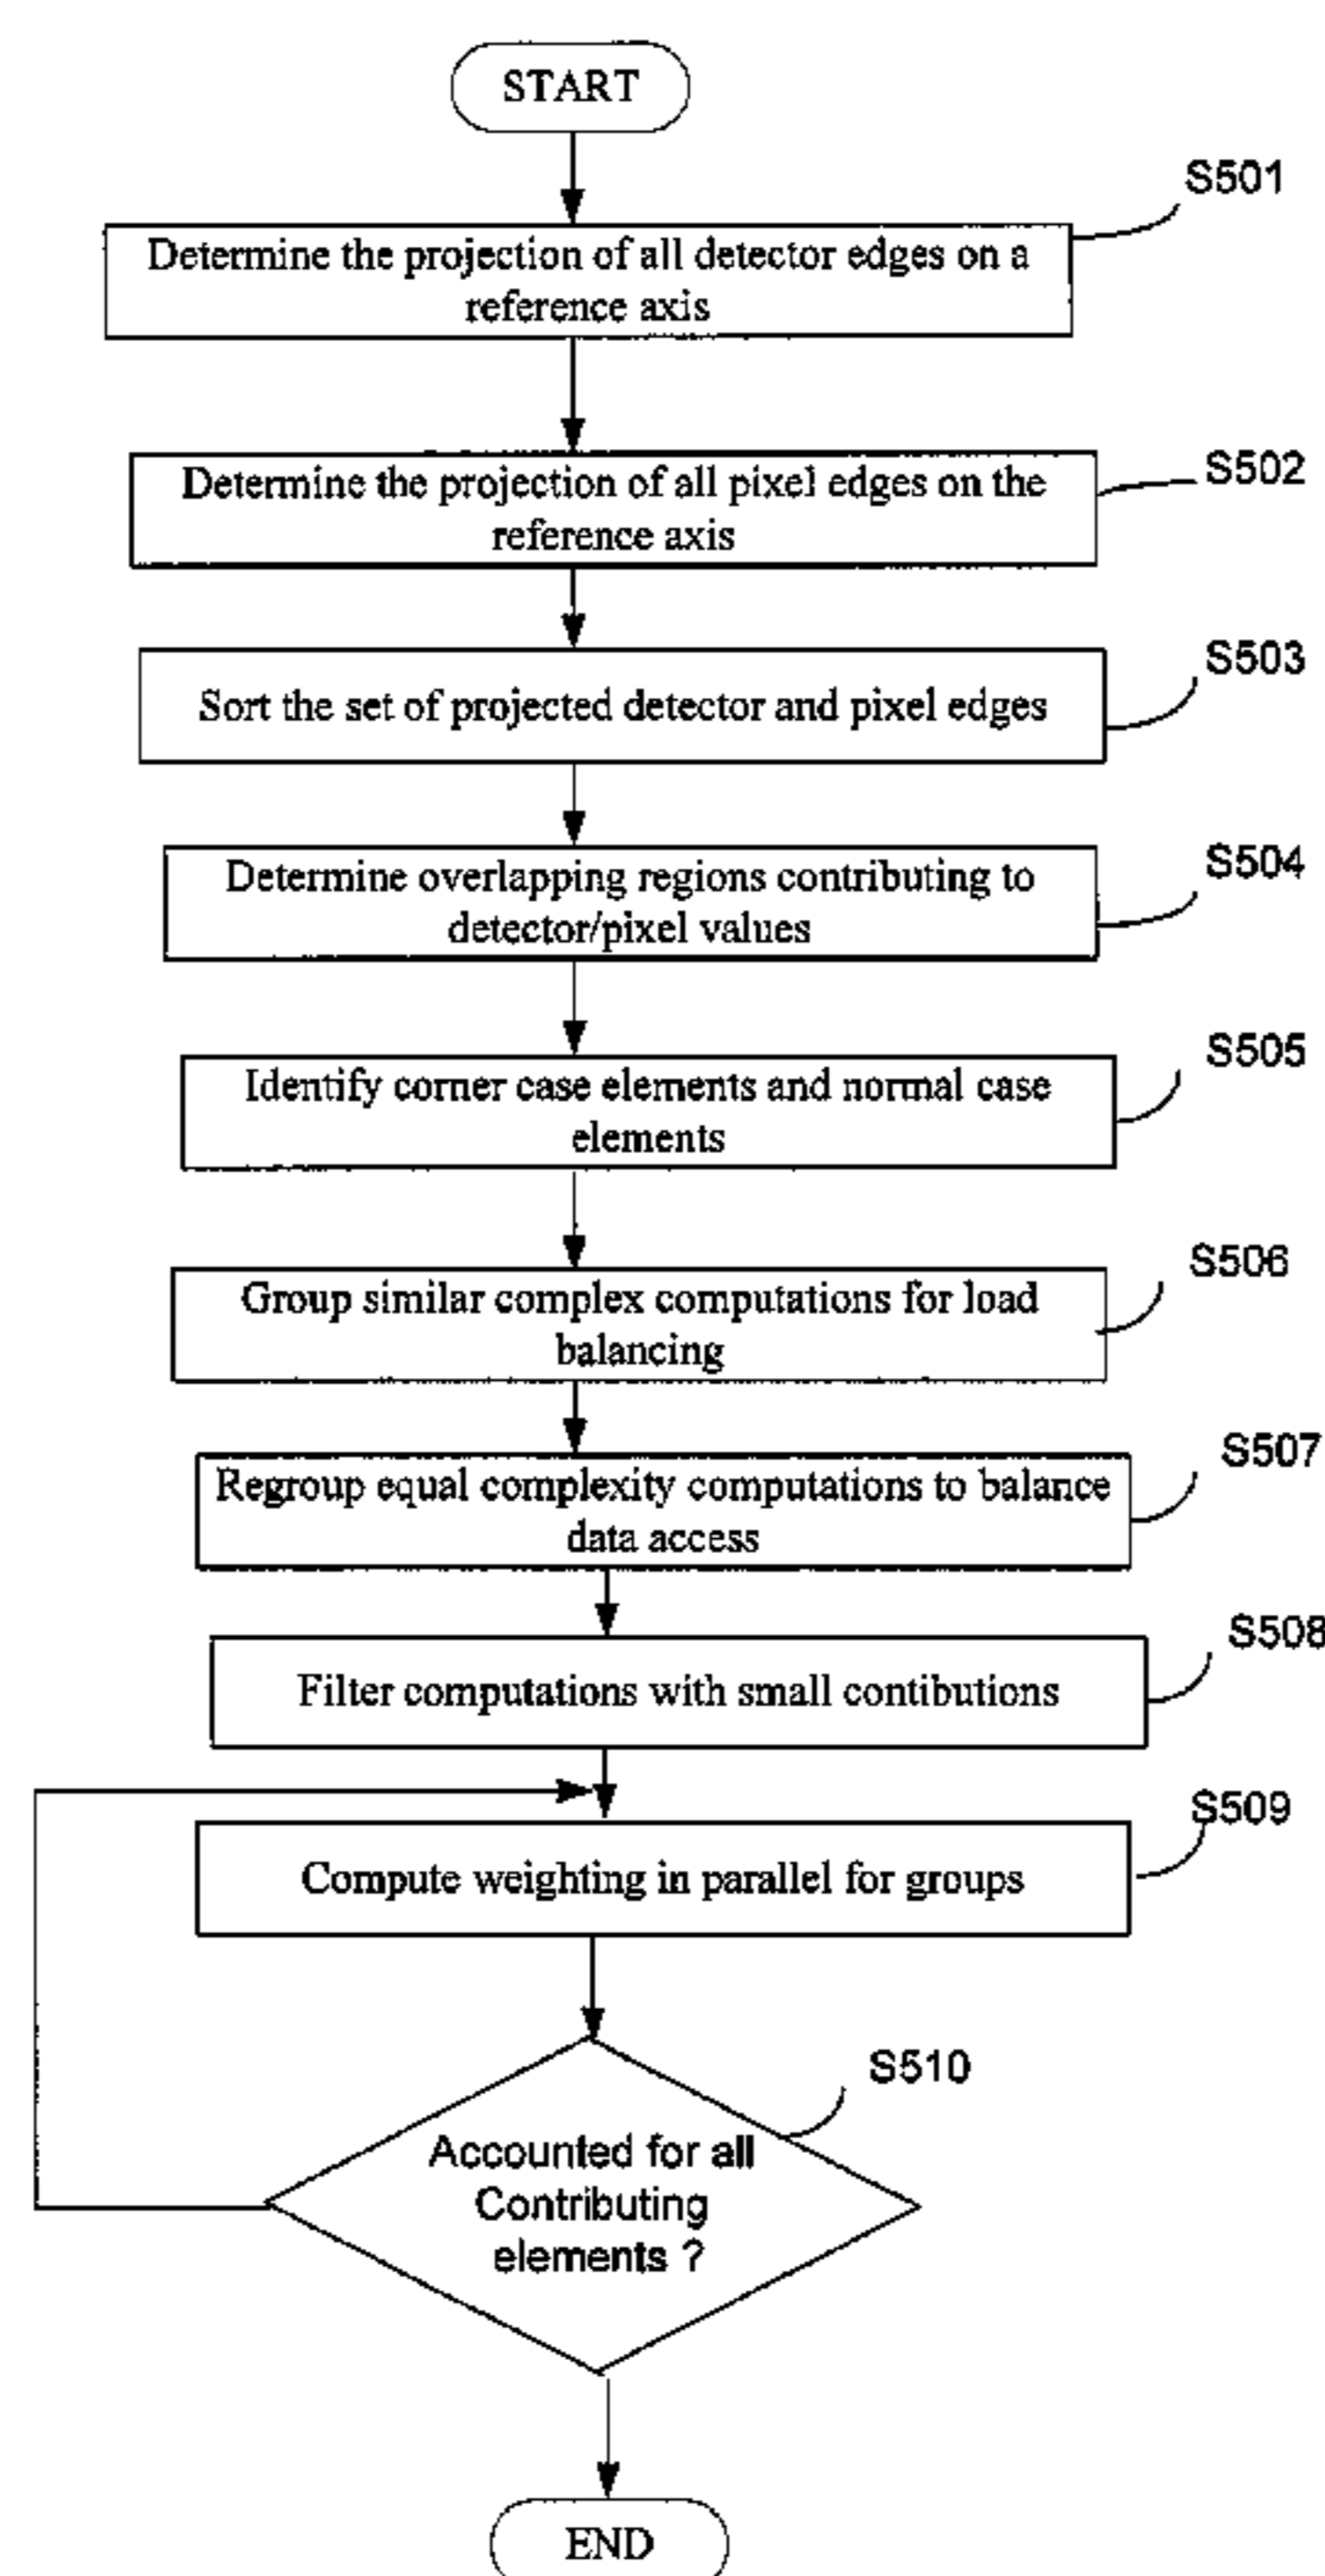 START
S501
Determine the projection of all detector edges on a
reference axis
S502
Determine the projection of all pixel edges on the
reference axis
S503
Sort the set of projected detector and pixel edges
S504
Determine overlapping regions contributing to
detector/pixel values
S505
Identify corner case elements and normal case
elements
S506
Group similar complex computations for load
balancing
S507
Regroup equal complexity computations to balance
data access
S508
Filter computations with small contibutions
S509
Compute weighting in parallel for groups
S510
Accounted for all
Contributing
elements ?
END